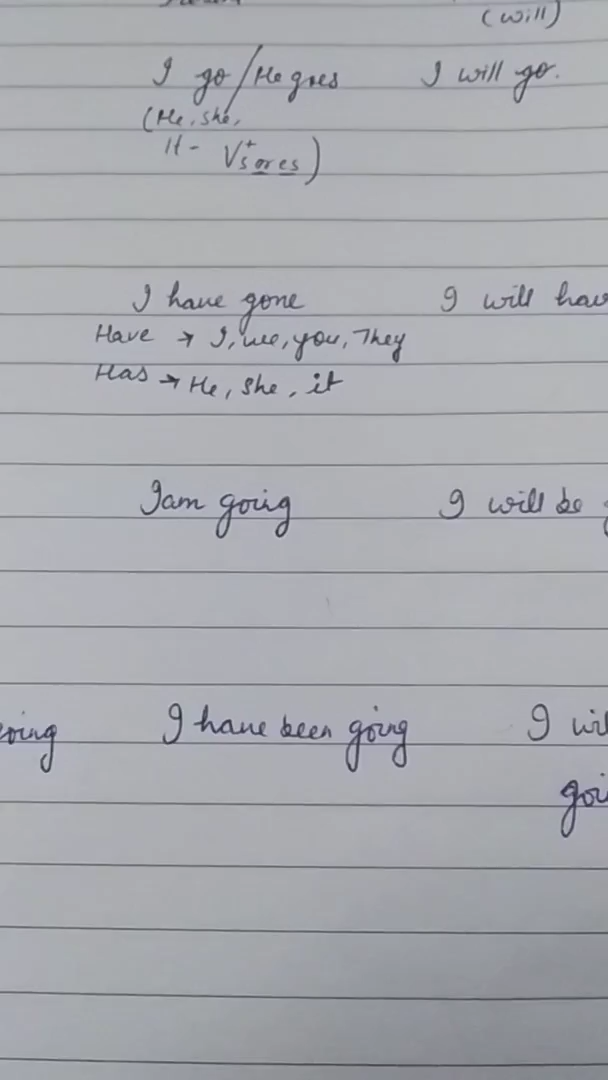 (will)
I go/He goes I will go.
(He, she,
It - V+s or es)
I have gone I will hav
Have → I, we, you, They
Has → He, she, it
I am going I will be
oing I have been going I wil
goi